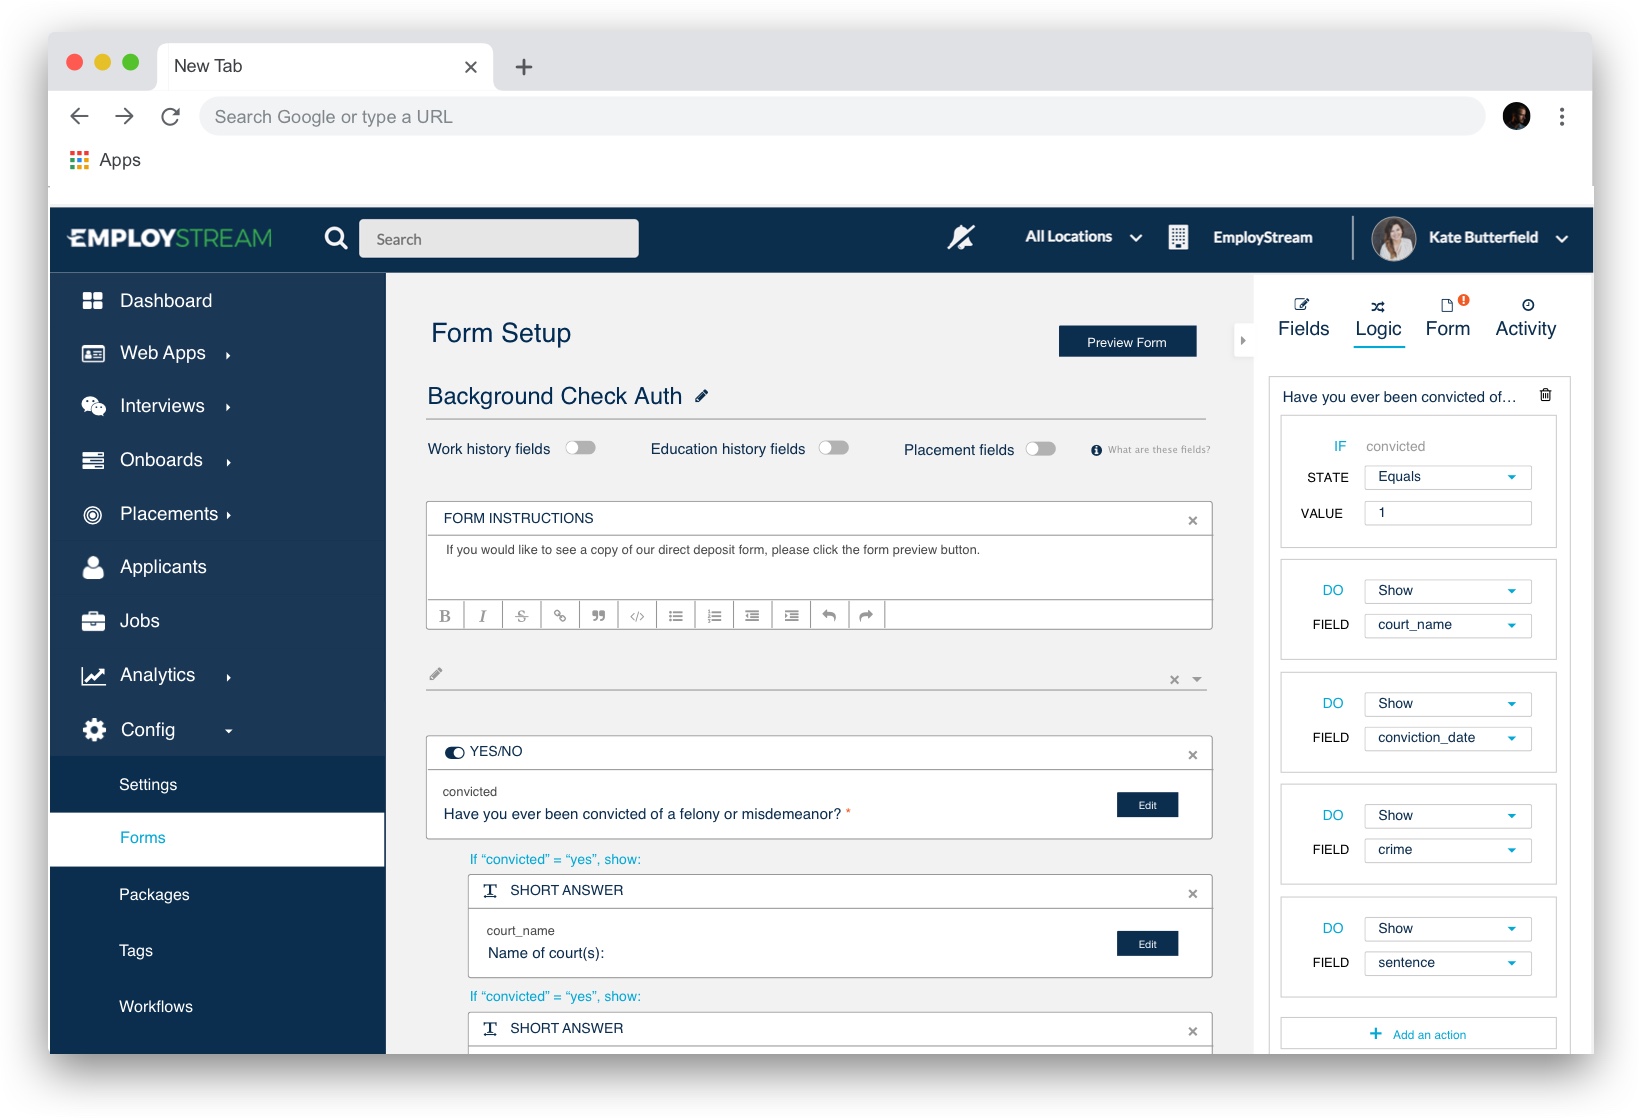 New Tab
Search Google or type a URL
Apps
EMPLOYSTREAM
Search
All Locations
EmployStream
Kate Butterfield
Dashboard
Web Apps
Interviews
Onboards
Placements
Applicants
Jobs
Analytics
Config
Settings
Forms
Packages
Tags
Workflows
Form Setup
Preview Form
Background Check Auth
Work history fields
Education history fields
Placement fields
What are these fields?
FORM INSTRUCTIONS
If you would like to see a copy of our direct deposit form, please click the form preview button.
B I S
YES/NO
convicted
Have you ever been convicted of a felony or misdemeanor? *
Edit
If “convicted” = “yes”, show:
SHORT ANSWER
court_name
Name of court(s):
Edit
If “convicted” = “yes”, show:
SHORT ANSWER
Fields
Logic
Form
Activity
Have you ever been convicted of...
IF convicted
STATE Equals
VALUE 1
DO Show
FIELD court_name
DO Show
FIELD conviction_date
DO Show
FIELD crime
DO Show
FIELD sentence
+ Add an action